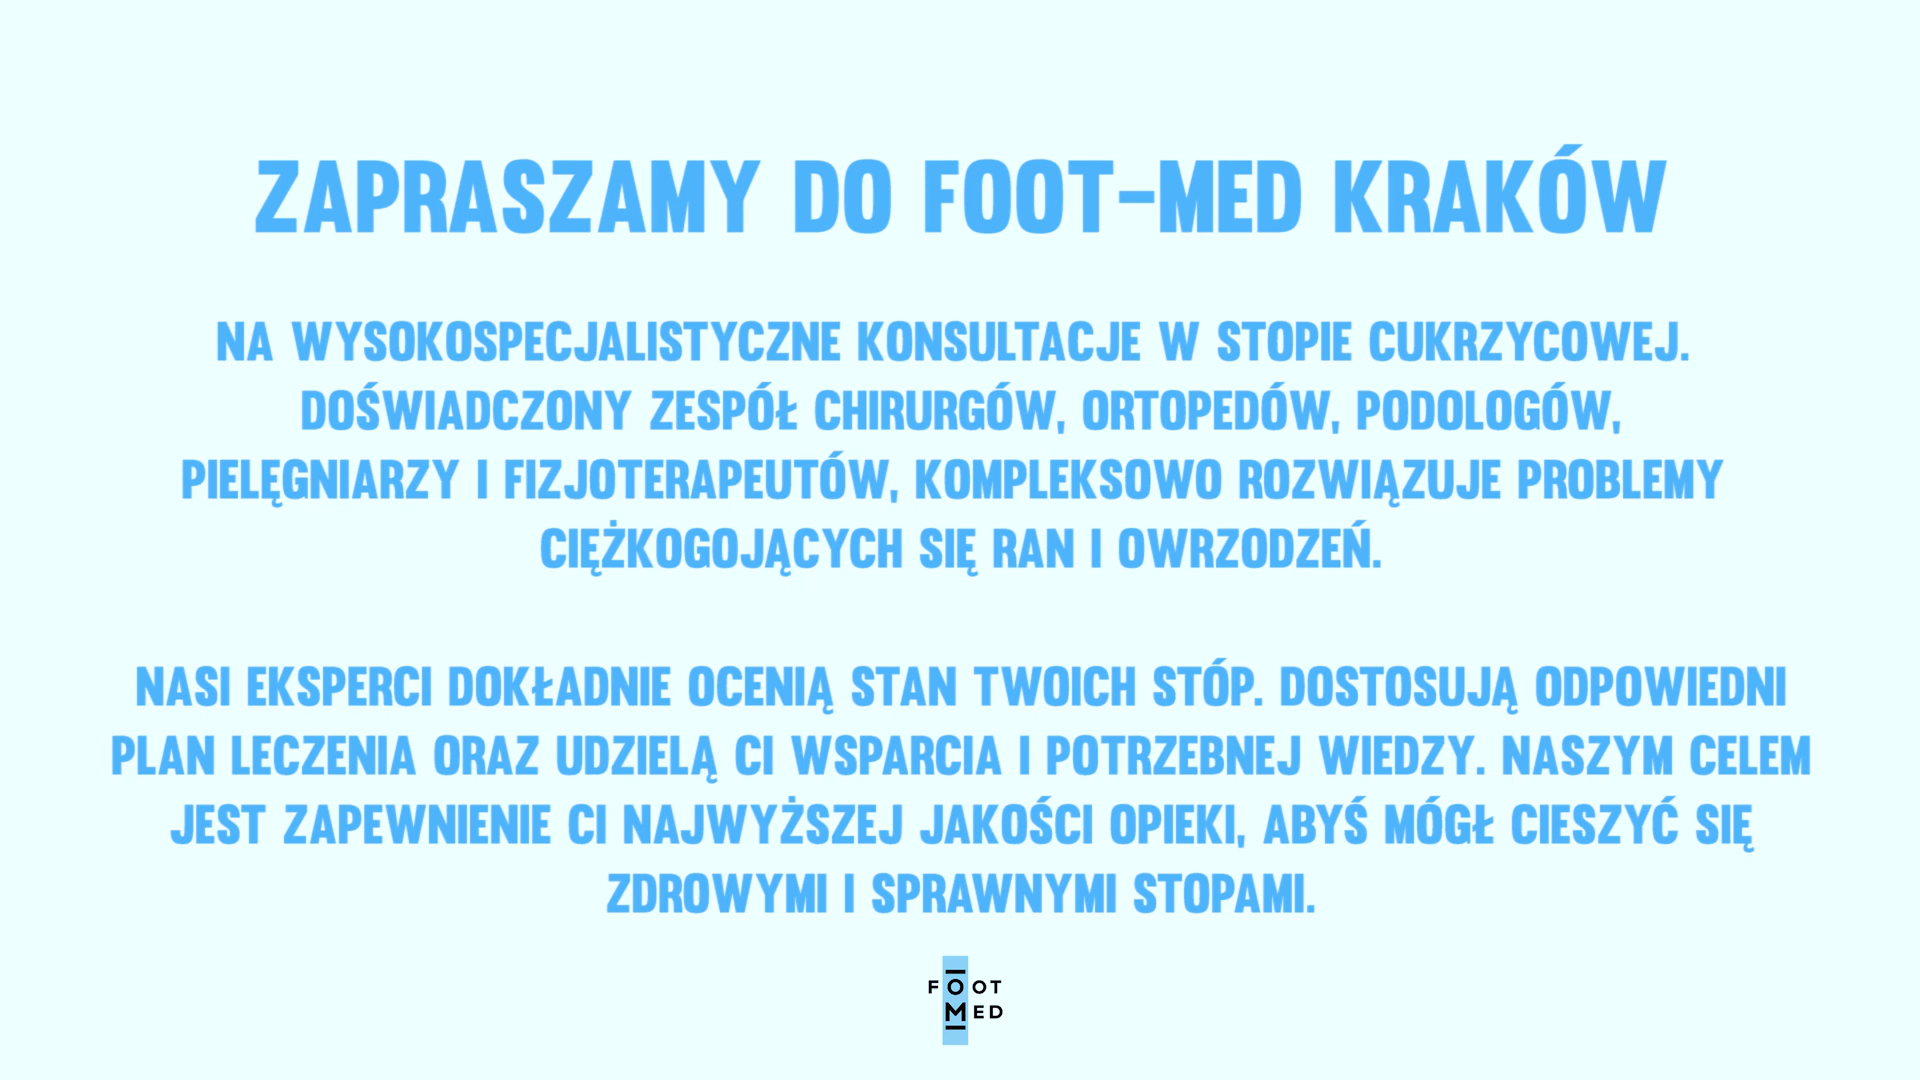 ZAPRASZAMY DO FOOT-MED KRAKÓW
NA WYSOKOSPECJALISTYCZNE KONSULTACJE W STOPIE CUKRZYCOWEJ.
DOŚWIADCZONY ZESPÓŁ CHIRURGÓW, ORTOPEDÓW, PODOLOGÓW,
PIELĘGNIARZY I FIZJOTERAPEUTÓW, KOMPLEKSOWO ROZWIĄZUJE PROBLEMY
CIĘŻKOGOJĄCYCH SIĘ RAN I OWRZODZEŃ.
NASI EKSPERCI DOKŁADNIE OCENIĄ STAN TWOICH STÓP. DOSTOSUJĄ ODPOWIEDNI
PLAN LECZENIA ORAZ UDZIELĄ CI WSPARCIA I POTRZEBNEJ WIEDZY. NASZYM CELEM
JEST ZAPEWNIENIE CI NAJWYŻSZEJ JAKOŚCI OPIEKI, ABYŚ MÓGŁ CIESZYĆ SIĘ
ZDROWYMI I SPRAWNYMI STOPAMI.
FOOT
MED